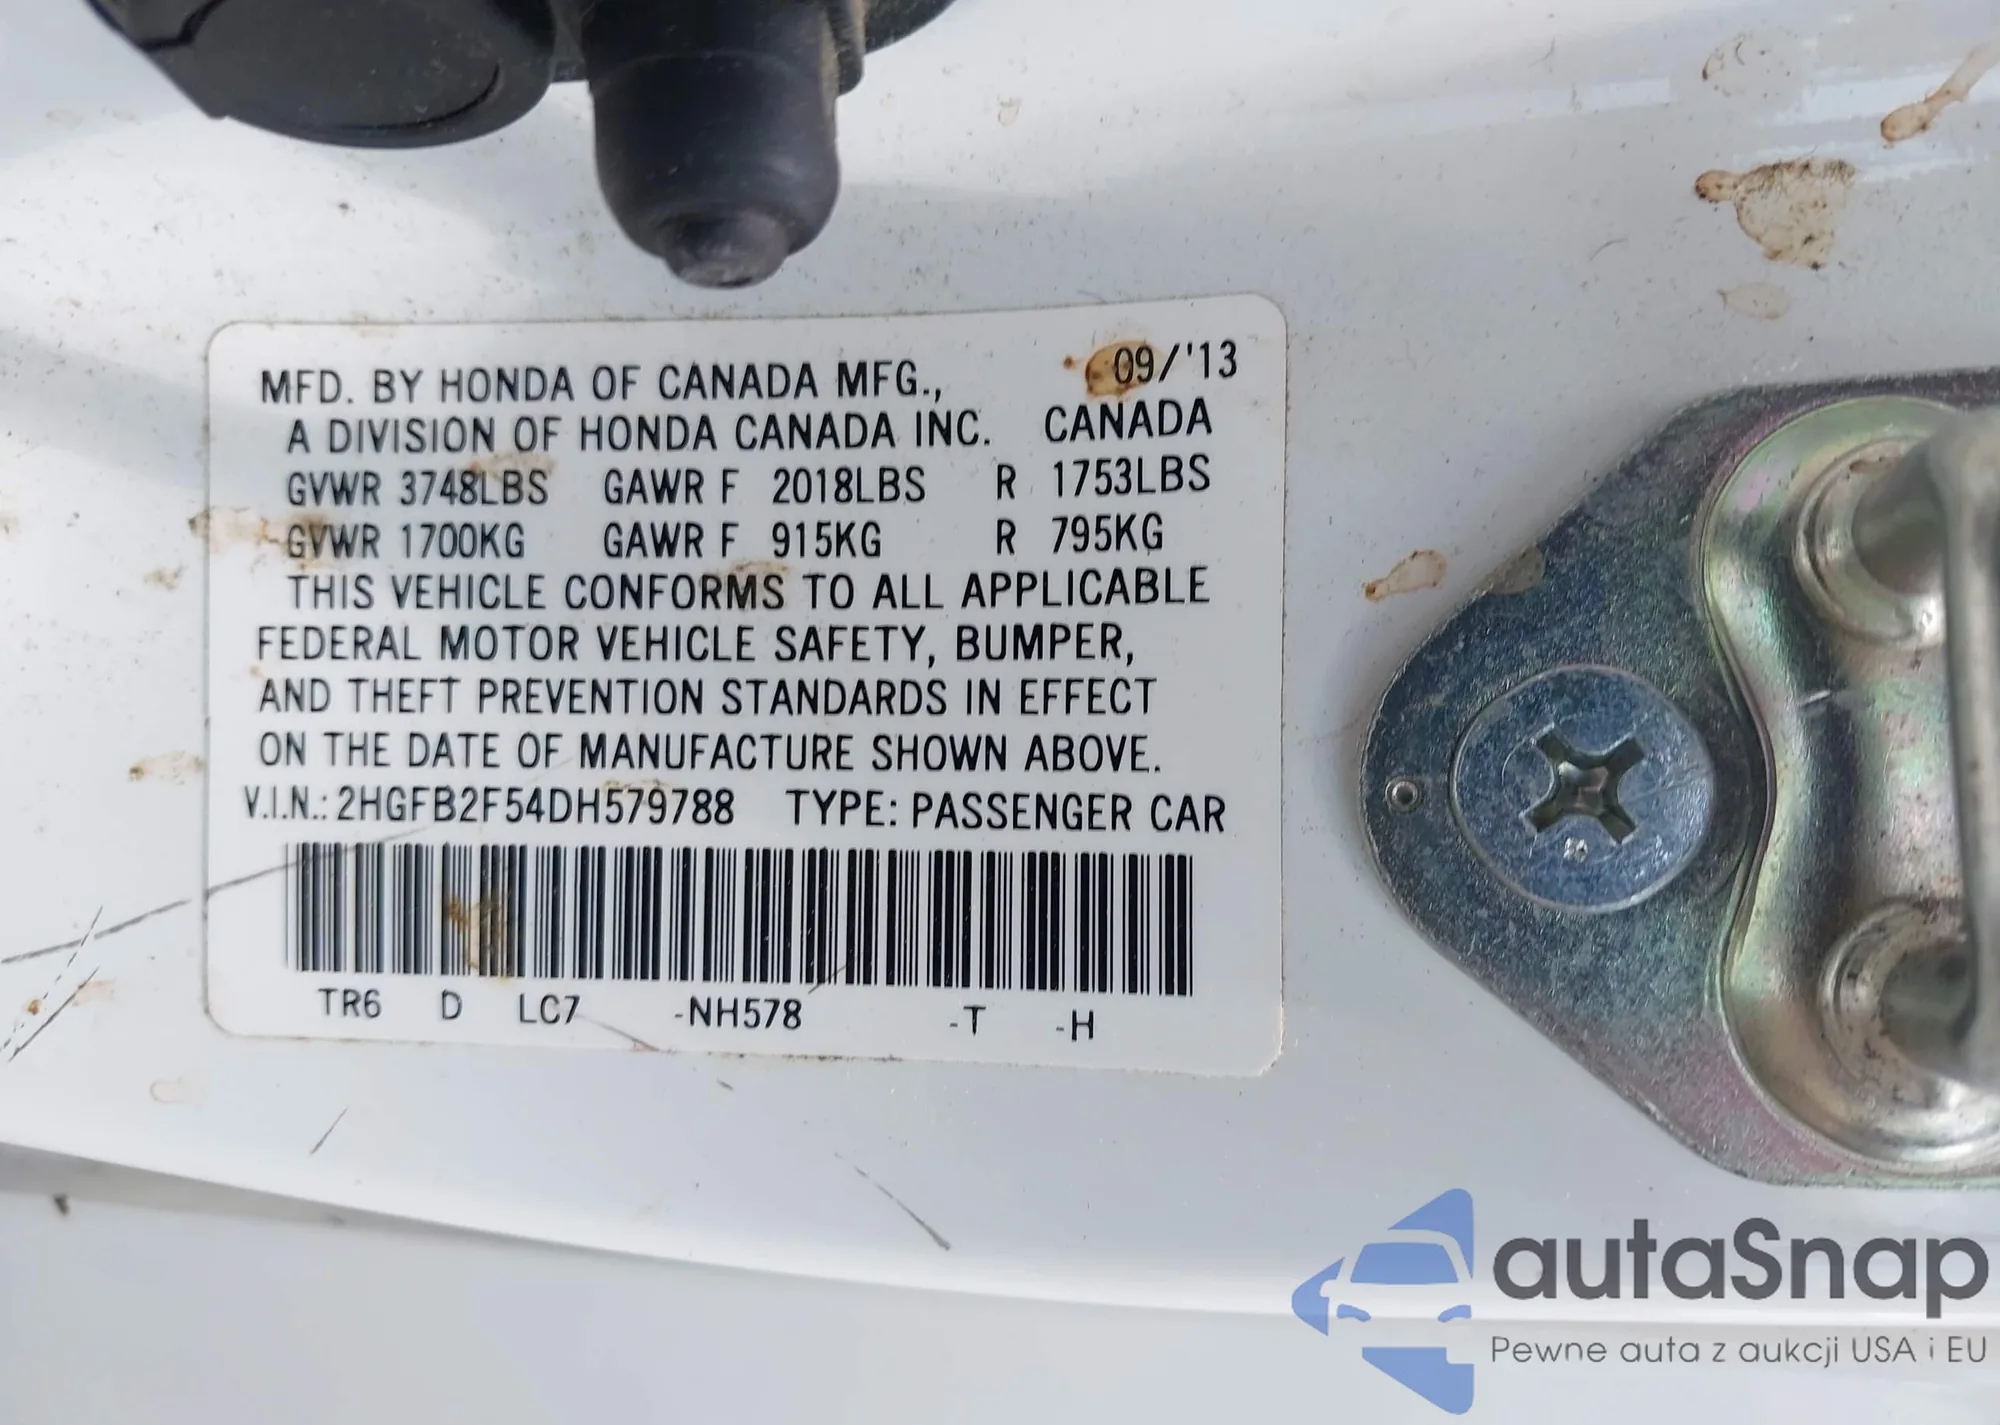 MFD. BY HONDA OF CANADA MFG., 09/'13
A DIVISION OF HONDA CANADA INC. CANADA
GVWR 3748LBS GAWR F 2018LBS R 1753LBS
GVWR 1700KG GAWR F 915KG R 795KG
THIS VEHICLE CONFORMS TO ALL APPLICABLE
FEDERAL MOTOR VEHICLE SAFETY, BUMPER,
AND THEFT PREVENTION STANDARDS IN EFFECT
ON THE DATE OF MANUFACTURE SHOWN ABOVE.
V.I.N.: 2HGFB2F54DH579788 TYPE: PASSENGER CAR
TR6 D LC7 -NH578 -T -H
autaSnap
Pewne auta z aukcji USA i EU